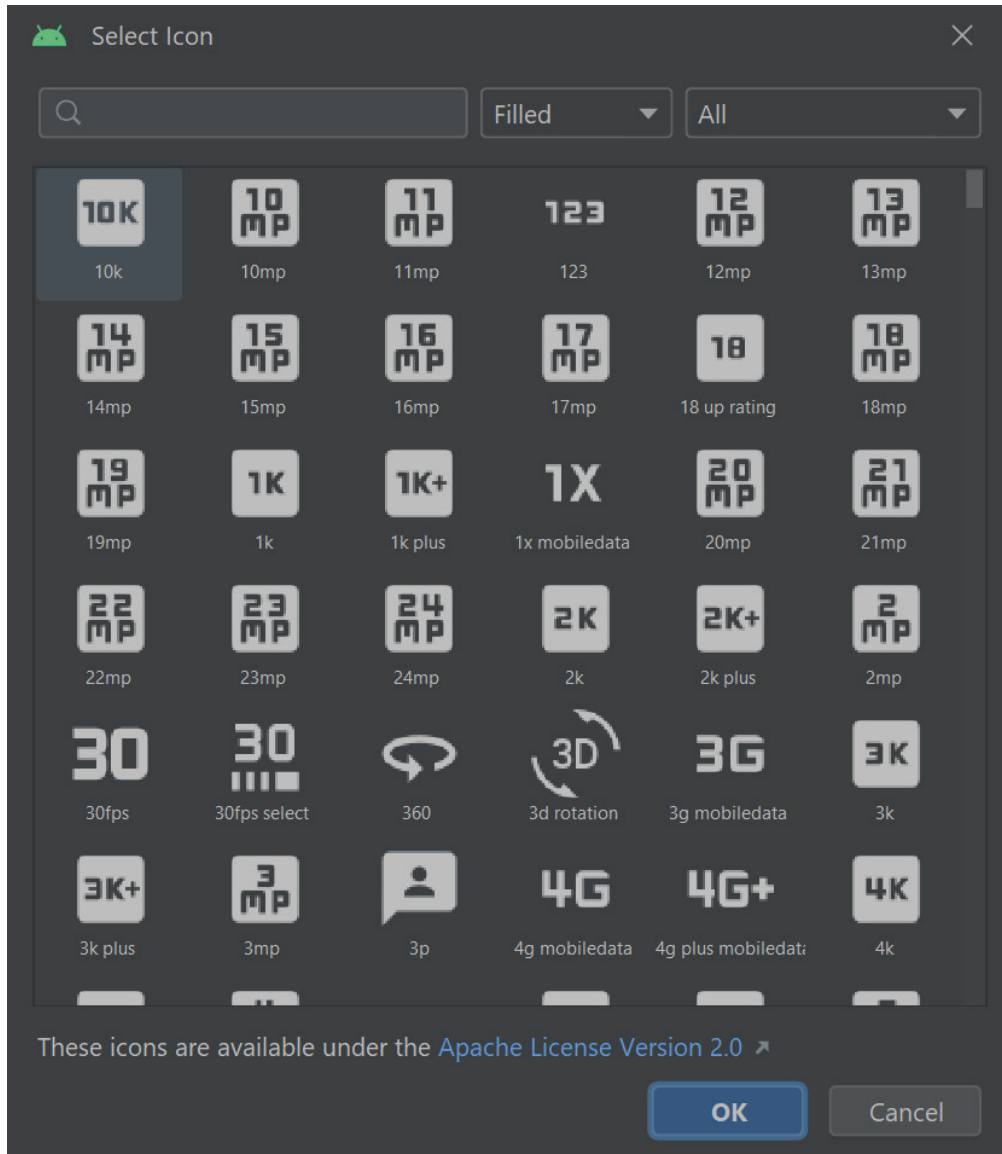 Select Icon
Filled All
10K 10 MP 11 MP 123 12 MP 13 MP
10k 10mp 11mp 123 12mp 13mp
14 MP 15 MP 16 MP 17 MP 18 18 MP
14mp 15mp 16mp 17mp 18 up rating 18mp
19 MP 1K 1K+ 1X 20 MP 21 MP
19mp 1k 1k plus 1x mobiledata 20mp 21mp
22 MP 23 MP 24 MP 2K 2K+ 2 MP
22mp 23mp 24mp 2k 2k plus 2mp
30 30 3D 3G 3K
30fps 30fps select 360 3d rotation 3g mobiledata 3k
3K+ 3 MP 4G 4G+ 4K
3k plus 3mp 3p 4g mobiledata 4g plus mobiledata 4k
These icons are available under the Apache License Version 2.0
OK Cancel